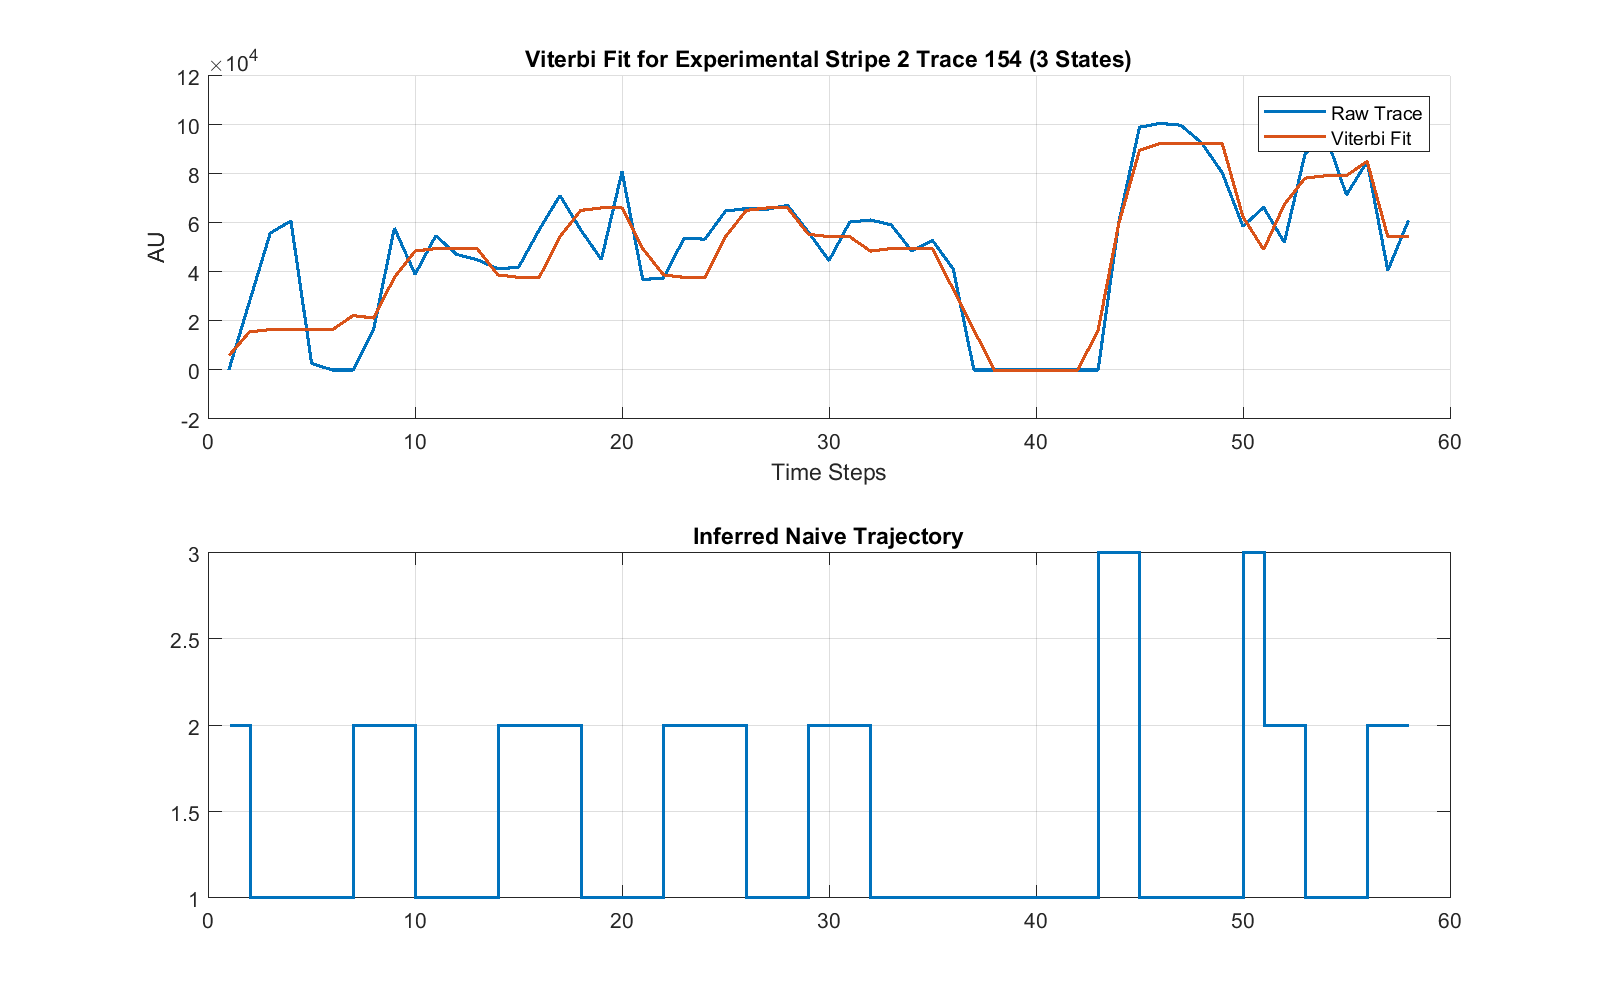 Viterbi Fit for Experimental Stripe 2 Trace 154 (3 States)
×10⁴
12
10
8
6
4
2
0
-2
AU
Raw Trace
Viterbi Fit
0 10 20 30 40 50 60
Time Steps
Inferred Naive Trajectory
3
2.5
2
1.5
1
0 10 20 30 40 50 60